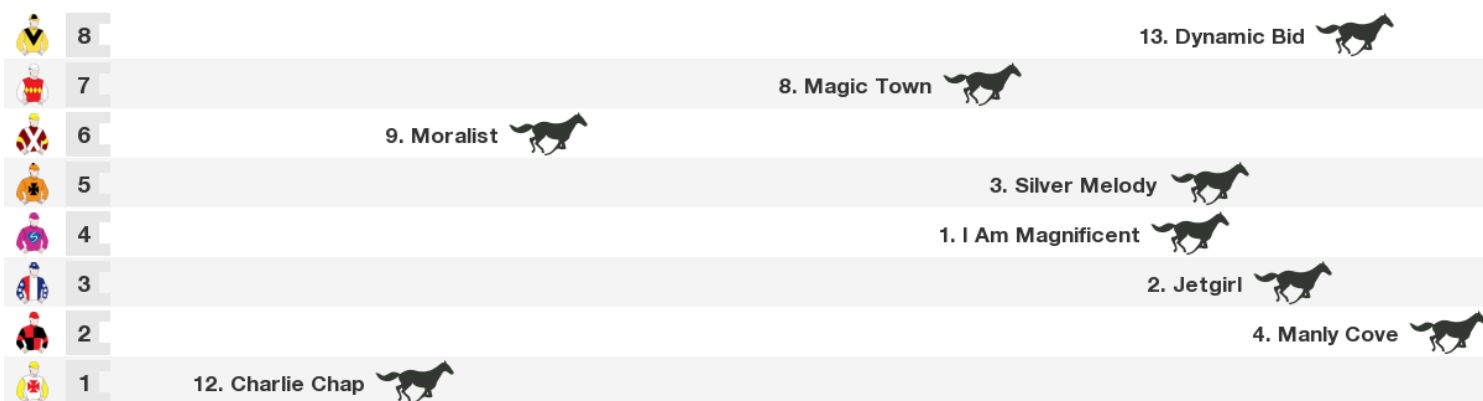 8 13. Dynamic Bid
7 8. Magic Town
6 9. Moralist
5 3. Silver Melody
4 1. I Am Magnificent
3 2. Jetgirl
2 4. Manly Cove
1 12. Charlie Chap